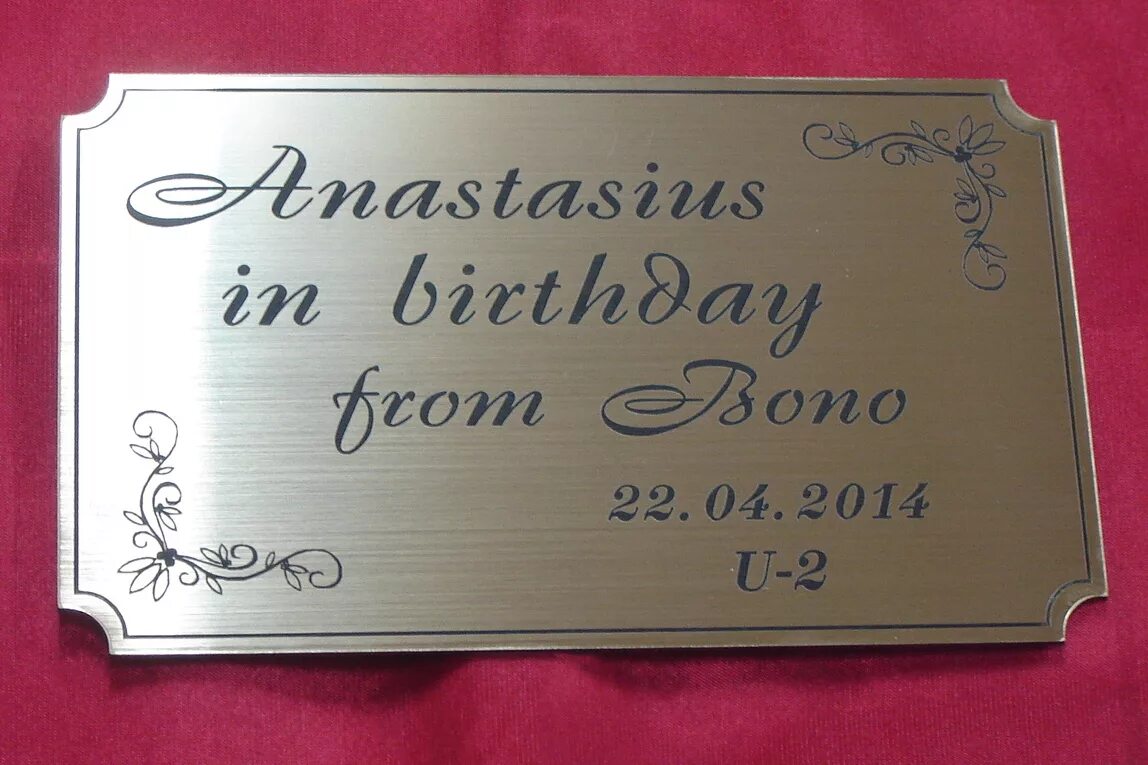 Anastasius
in birthday
from Bono
22.04.2014
U-2